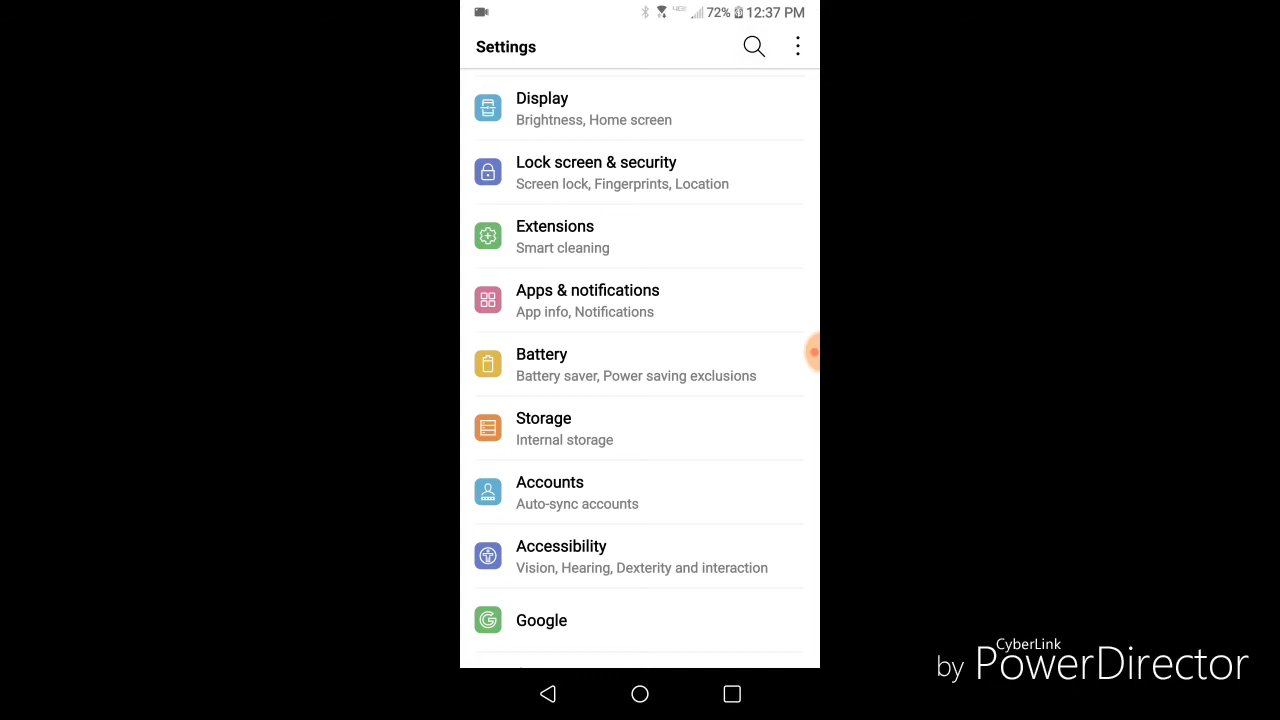 72% 12:37 PM
Settings
Display
Brightness, Home screen
Lock screen & security
Screen lock, Fingerprints, Location
Extensions
Smart cleaning
Apps & notifications
App info, Notifications
Battery
Battery saver, Power saving exclusions
Storage
Internal storage
Accounts
Auto-sync accounts
Accessibility
Vision, Hearing, Dexterity and interaction
Google
CyberLink
by PowerDirector